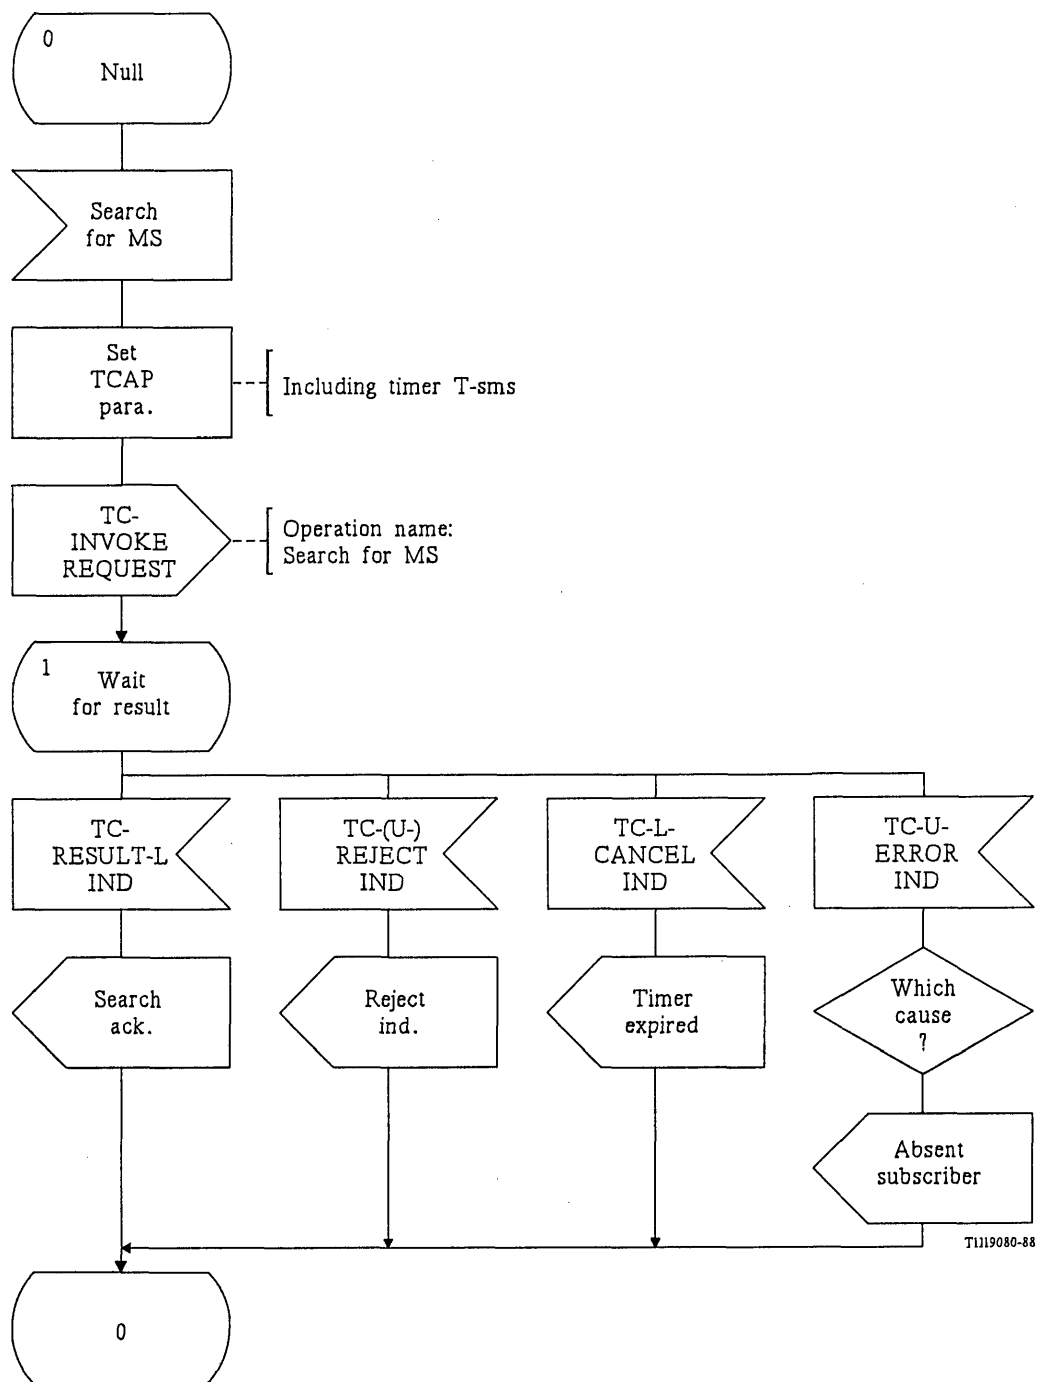 0
Null
Search
for MS
Set
TCAP
para.
Including timer T-sms
TC-
INVOKE
REQUEST
Operation name:
Search for MS
1
Wait
for result
TC-
RESULT-L
IND
TC-(U-)
REJECT
IND
TC-L-
CANCEL
IND
TC-U-
ERROR
IND
Search
ack.
Reject
ind.
Timer
expired
Which
cause
?
Absent
subscriber
T1119080-88
0